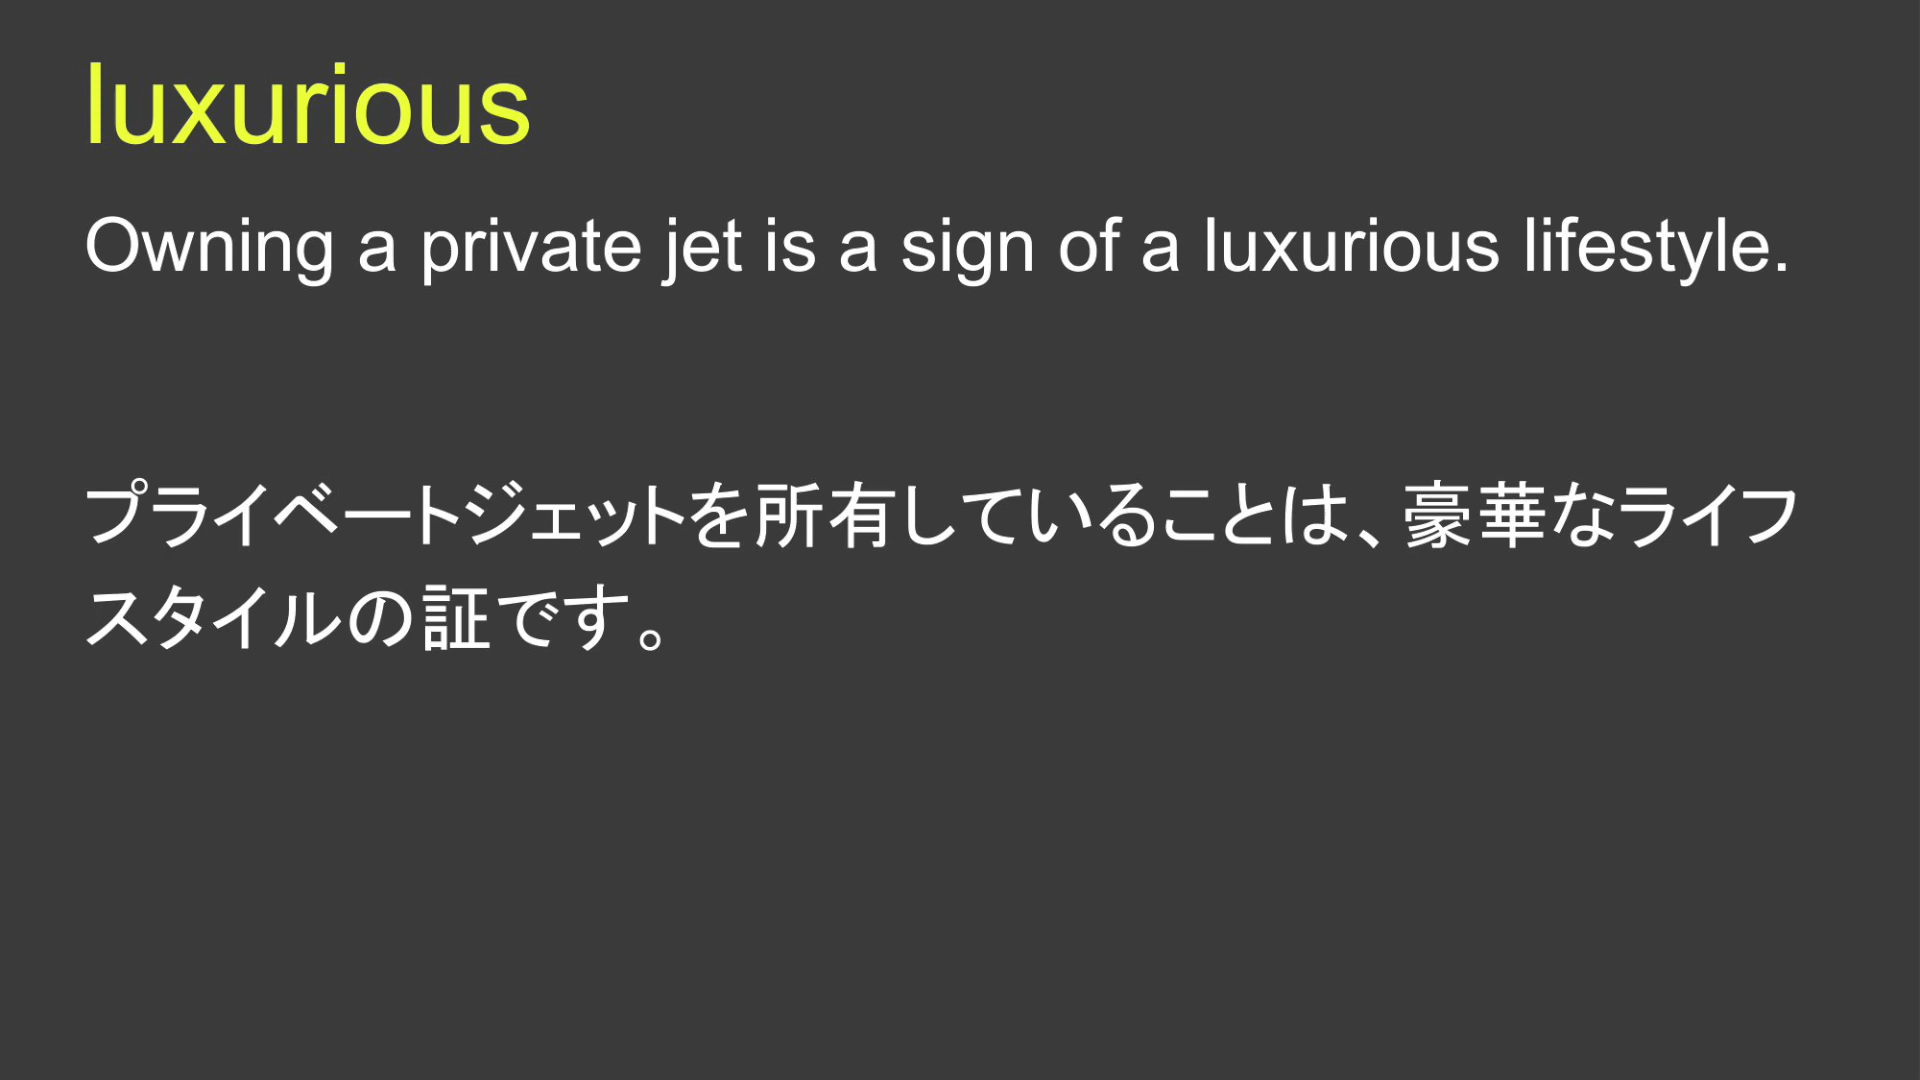 luxurious
Owning a private jet is a sign of a luxurious lifestyle.
プライベートジェットを所有していることは、豪華なライフ
スタイルの証です。